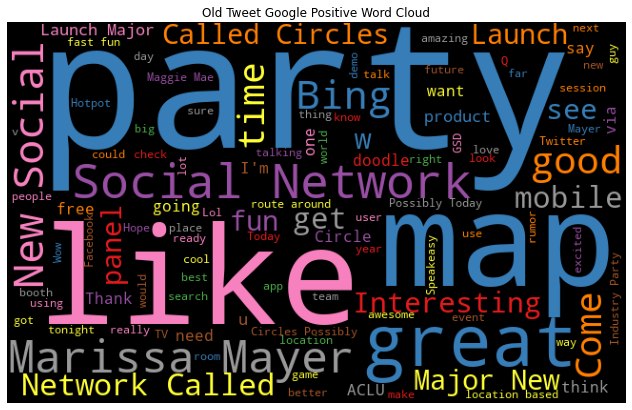 Old Tweet Google Positive Word Cloud
Launch Major
Called Circles
Launch
next
fast fun
day
amazing
say
guy
party
time
Bing
demo
talk
future
Q
far
new
Maggie Mae
session
Hotpot
sure
thing
know
want
product
see
via
New Social
v
big
one
w
GSD
Mayer
could
check
talking
world
doodle
right
love
look
Twitter
people
lot
I'm
Social Network
good
Possibly Today
mobile
free
going
route around
get
user
map
rumor
excited
Facebook
panel
Lol
fun
Circle
Wow
Hope
place
Today
year
use
like
ready
cool
Speakeasy
come
Industry Party
booth
using
Thank
would
best
search
app
team
Interesting
got
tonight
really
u
Circles Possibly
awesome
event
great
way
TV
need
location
Marissa Mayer
room
game
Network Called
better
ACLU
make
Major New
location based
think